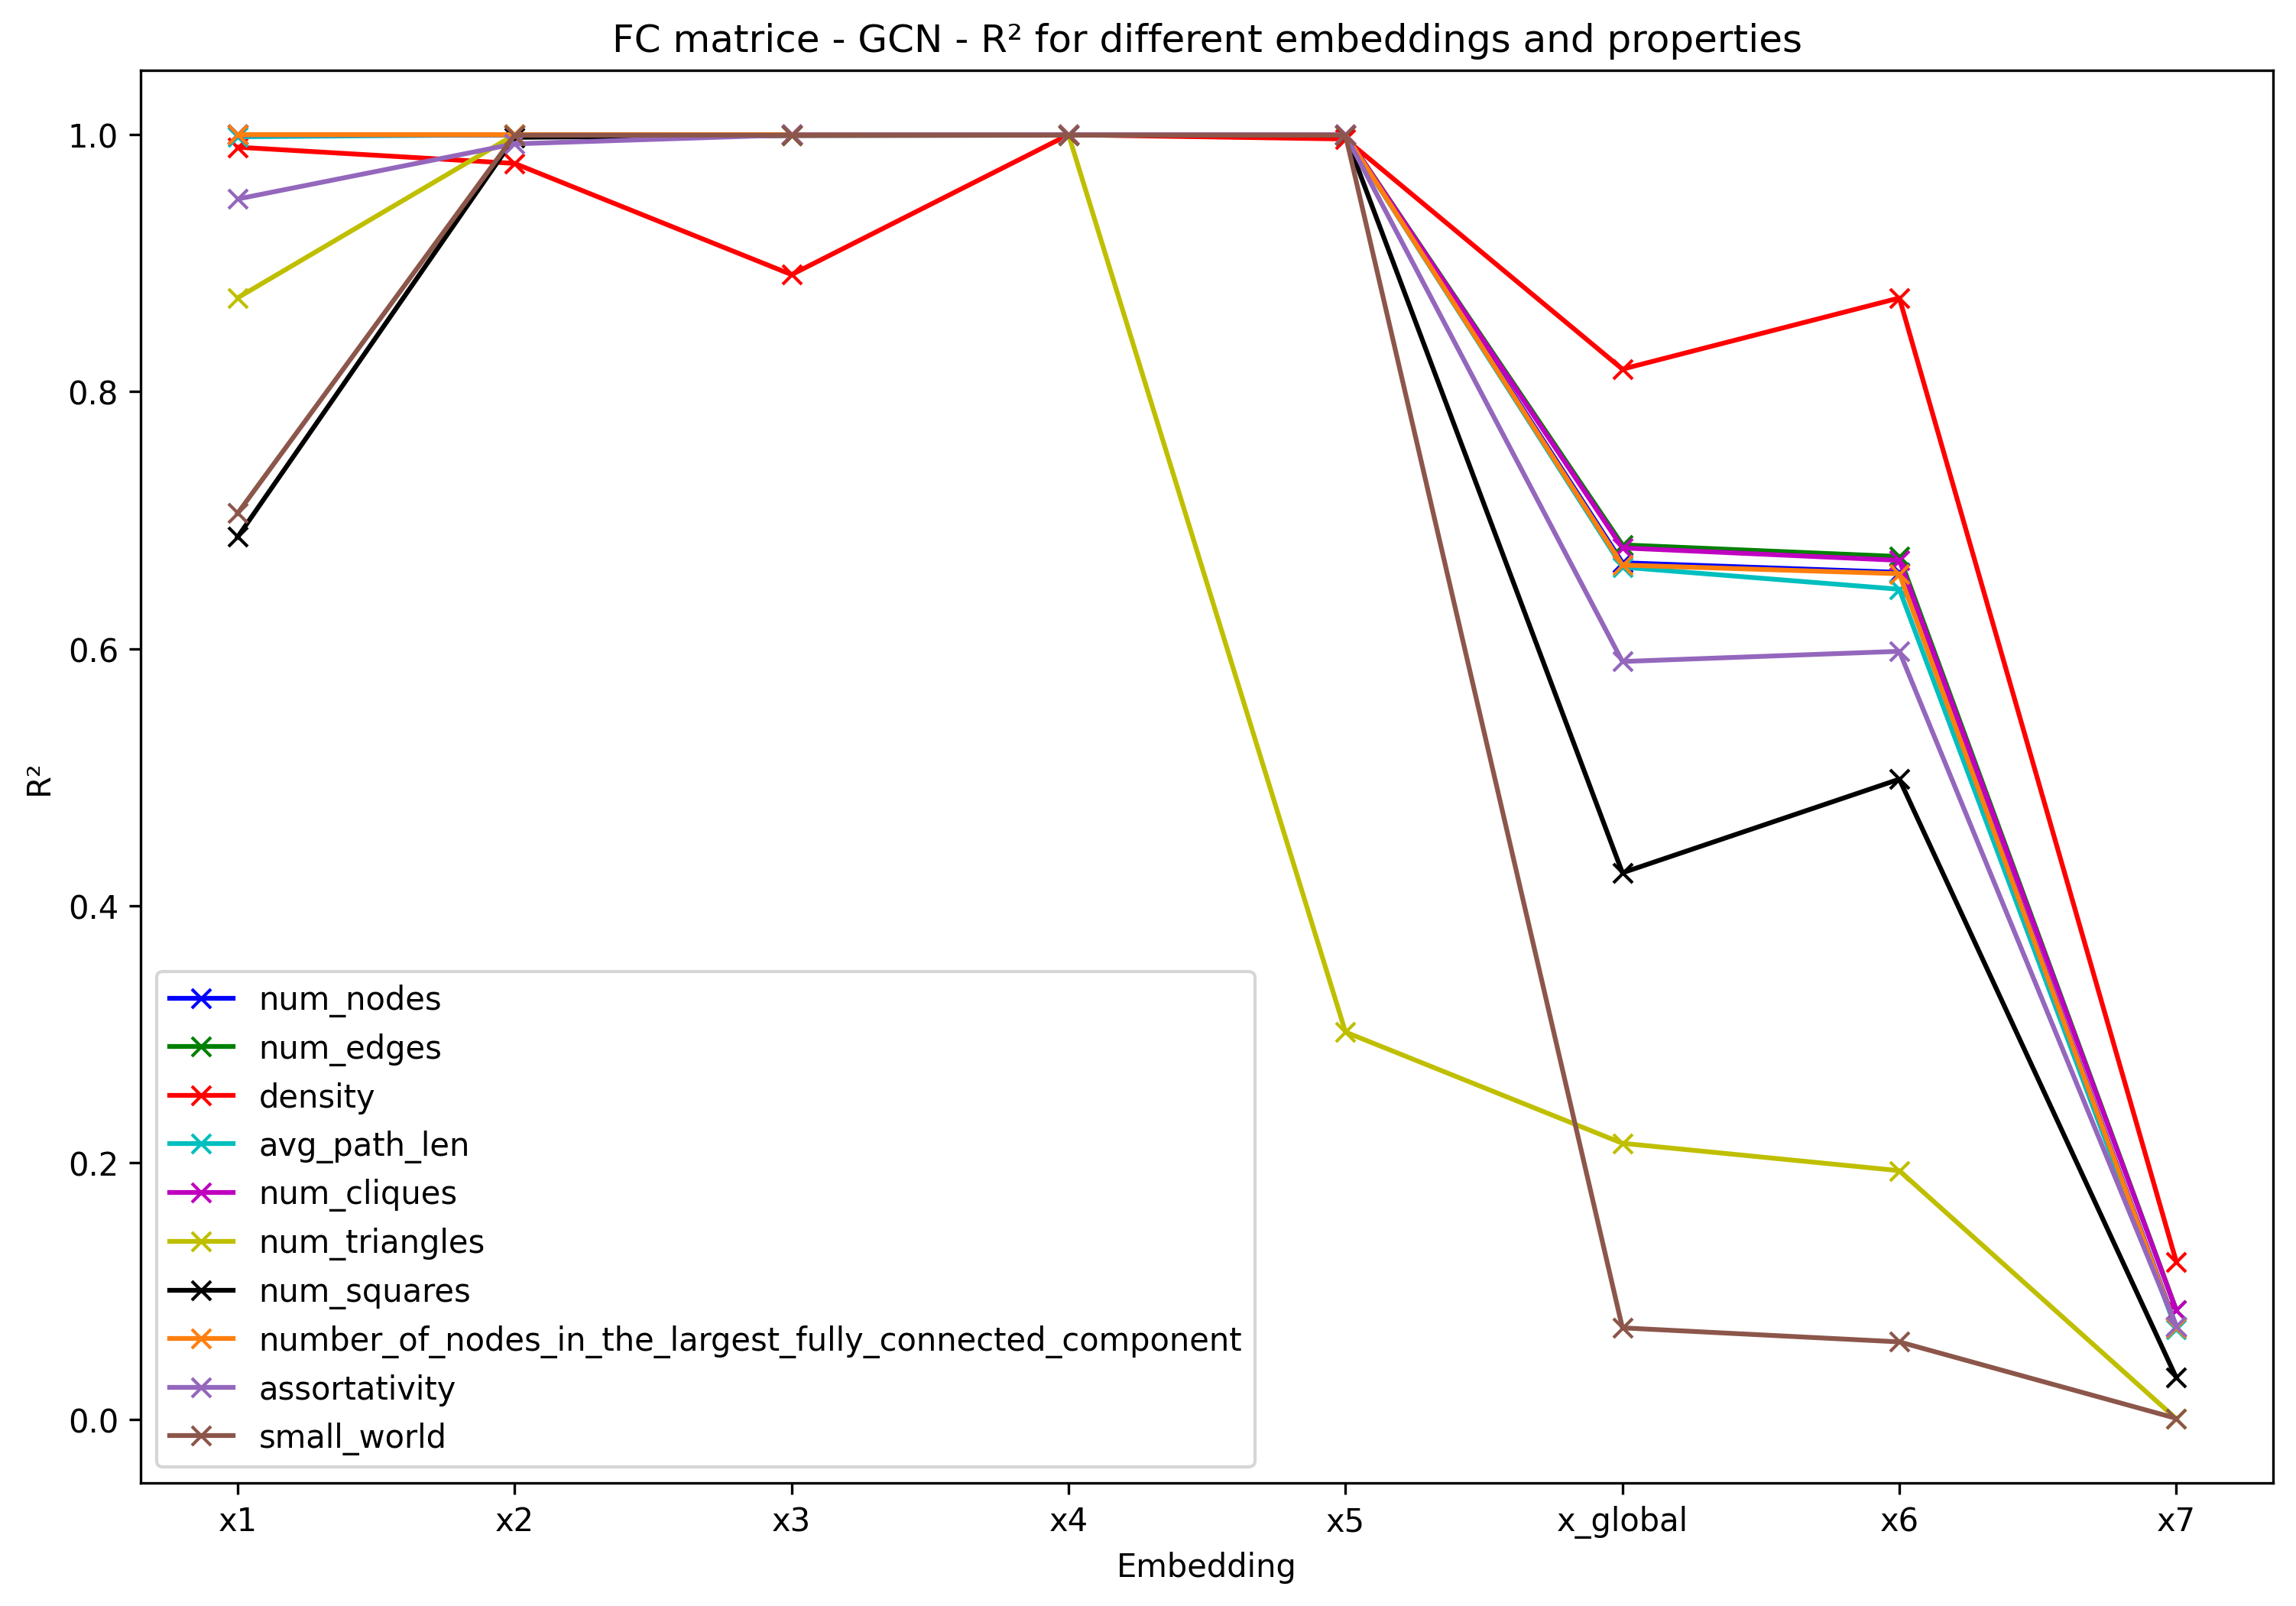 FC matrice - GCN - R² for different embeddings and properties
R²
1.0
0.8
0.6
0.4
0.2
0.0
num_nodes
num_edges
density
avg_path_len
num_cliques
num_triangles
num_squares
number_of_nodes_in_the_largest_fully_connected_component
assortativity
small_world
x1 x2 x3 x4 x5 x_global x6 x7
Embedding